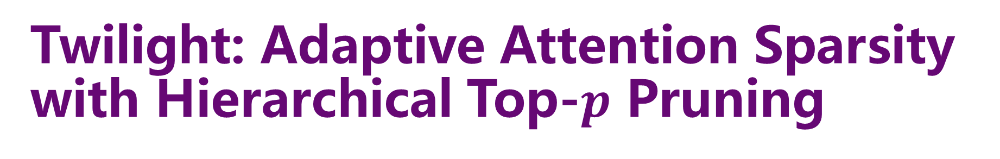 Twilight: Adaptive Attention Sparsity
with Hierarchical Top-p Pruning